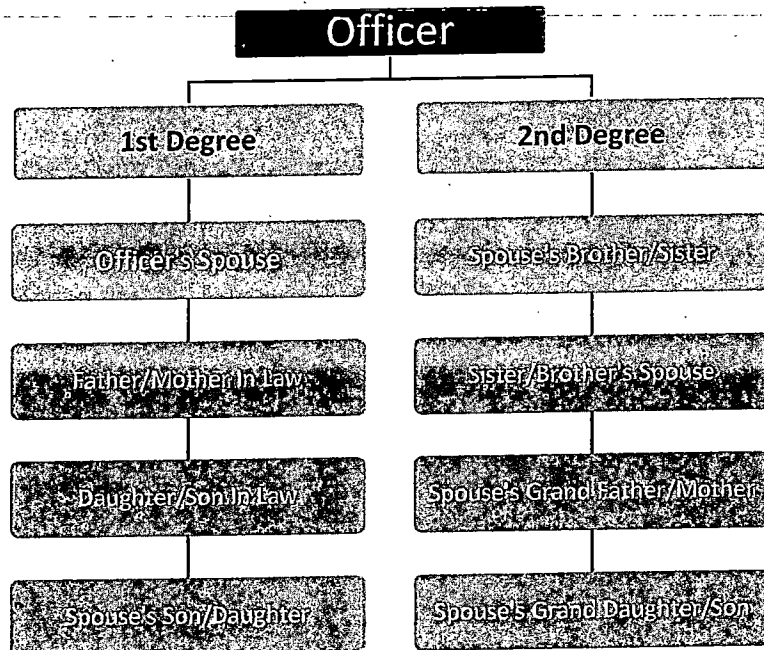 Officer
1st Degree
2nd Degree
Officer's Spouse
Spouse's Brother/Sister
Father/Mother In Law
Sister/Brother's Spouse
Daughter/Son In Law
Spouse's Grand Father/Mother
Spouse's Son/Daughter
Spouse's Grand Daughter/Son